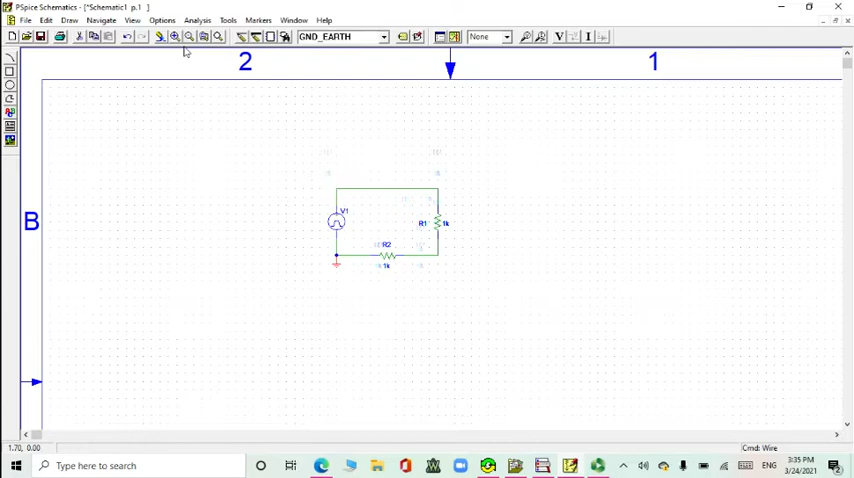 PSpice Schematics - [*Schematic1 p.1 ]
File Edit Draw Navigate View Options Analysis Tools Markers Window Help
GND_EARTH None V I
2 1
B
V1
R1 1k
R2
1k
1.70, 0.00 Cmd: Wire
Type here to search
ENG
3:35 PM
3/24/2021
2